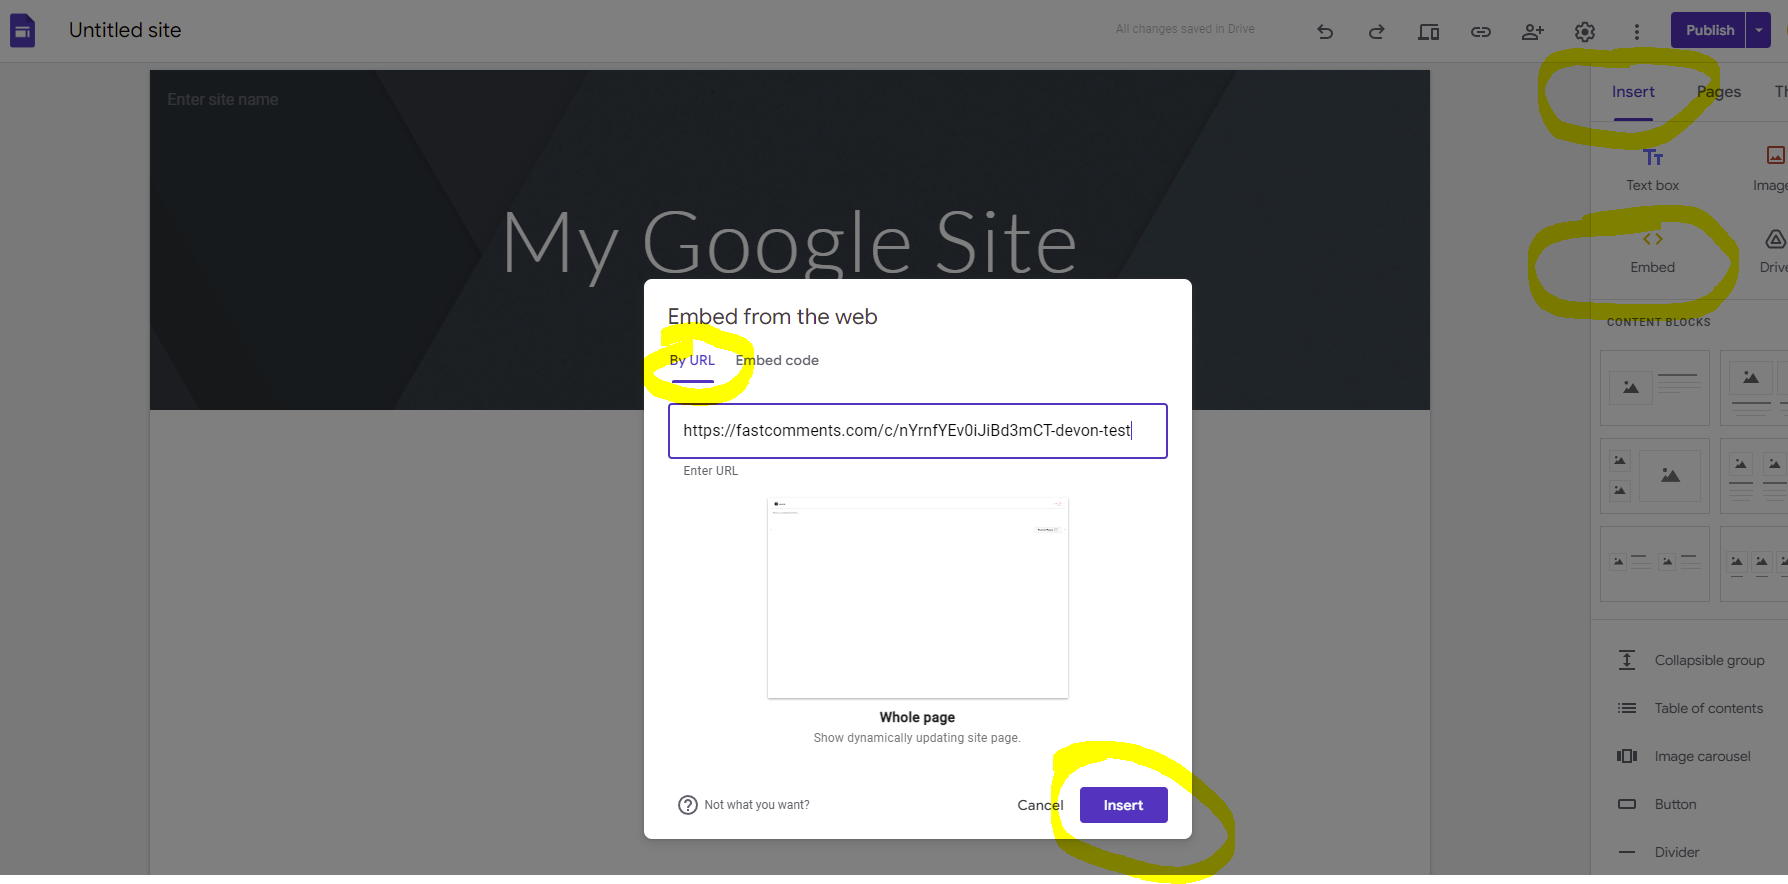 Untitled site
All changes saved in Drive
Publish
Enter site name
My Google Site
Insert Pages Th
Text box Image
Embed Drive
CONTENT BLOCKS
Collapsible group
Table of contents
Image carousel
Button
Divider
Embed from the web
By URL Embed code
https://fastcomments.com/c/nYrnfYEv0iJiBd3mCT-devon-test
Enter URL
Whole page
Show dynamically updating site page.
Not what you want? Cancel Insert